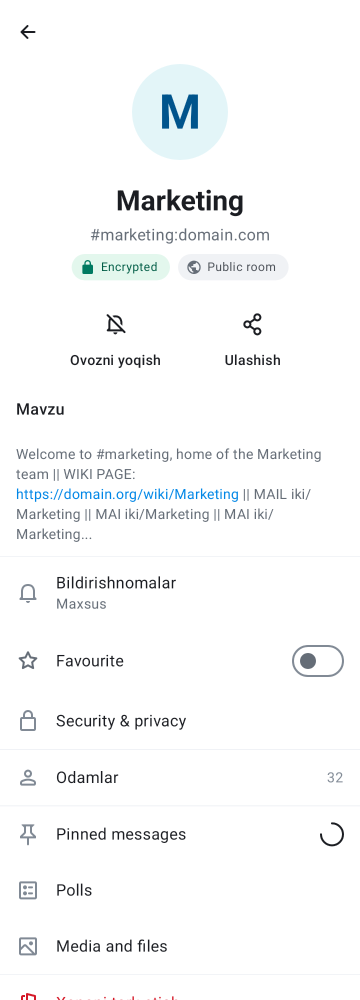 M
Marketing
#marketing:domain.com
Encrypted
Public room
Ovozni yoqish
Ulashish
Mavzu
Welcome to #marketing, home of the Marketing
team || WIKI PAGE:
https://domain.org/wiki/Marketing || MAIL iki/
Marketing || MAI iki/Marketing || MAI iki/
Marketing...
Bildirishnomalar
Maxsus
Favourite
Security & privacy
Odamlar
32
Pinned messages
Polls
Media and files